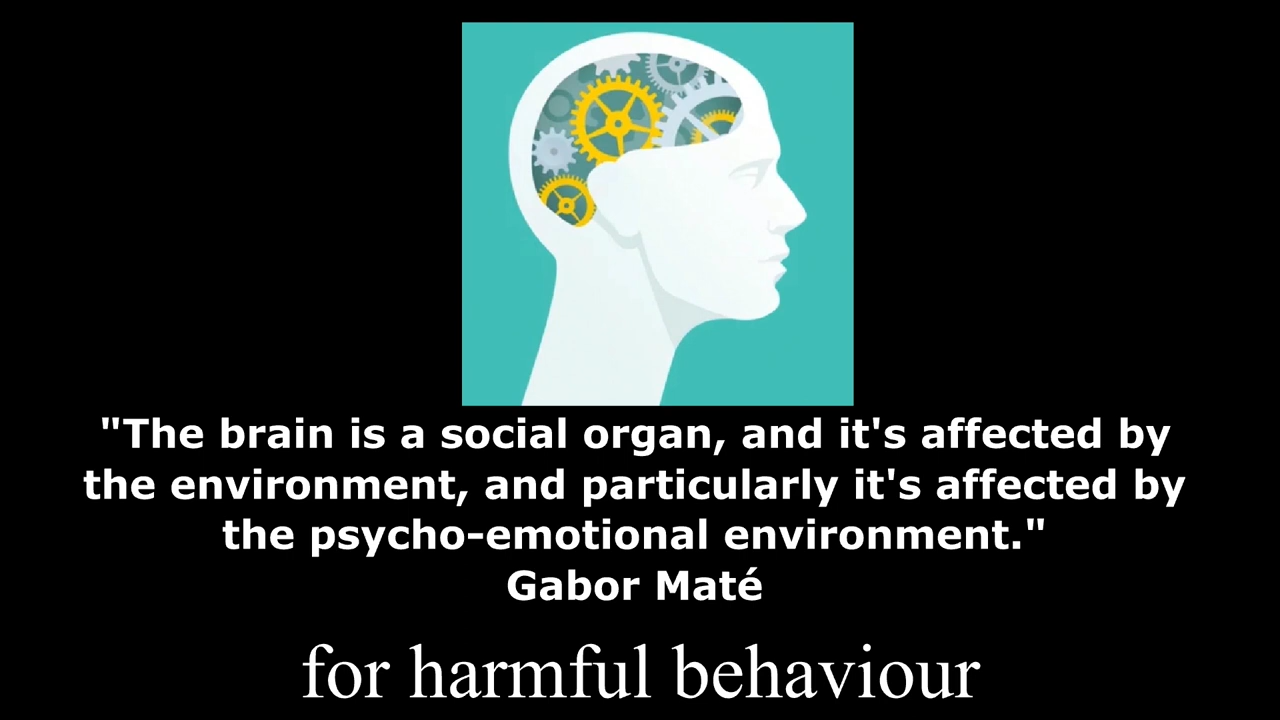 "The brain is a social organ, and it's affected by
the environment, and particularly it's affected by
the psycho-emotional environment."
Gabor Maté
for harmful behaviour